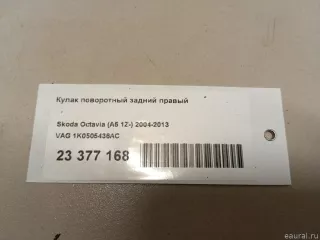 Кулак поворотный задний правый
Skoda Octavia (A5 1Z-) 2004-2013
VAG 1K0505436AC
23 377 168
eaural.ru